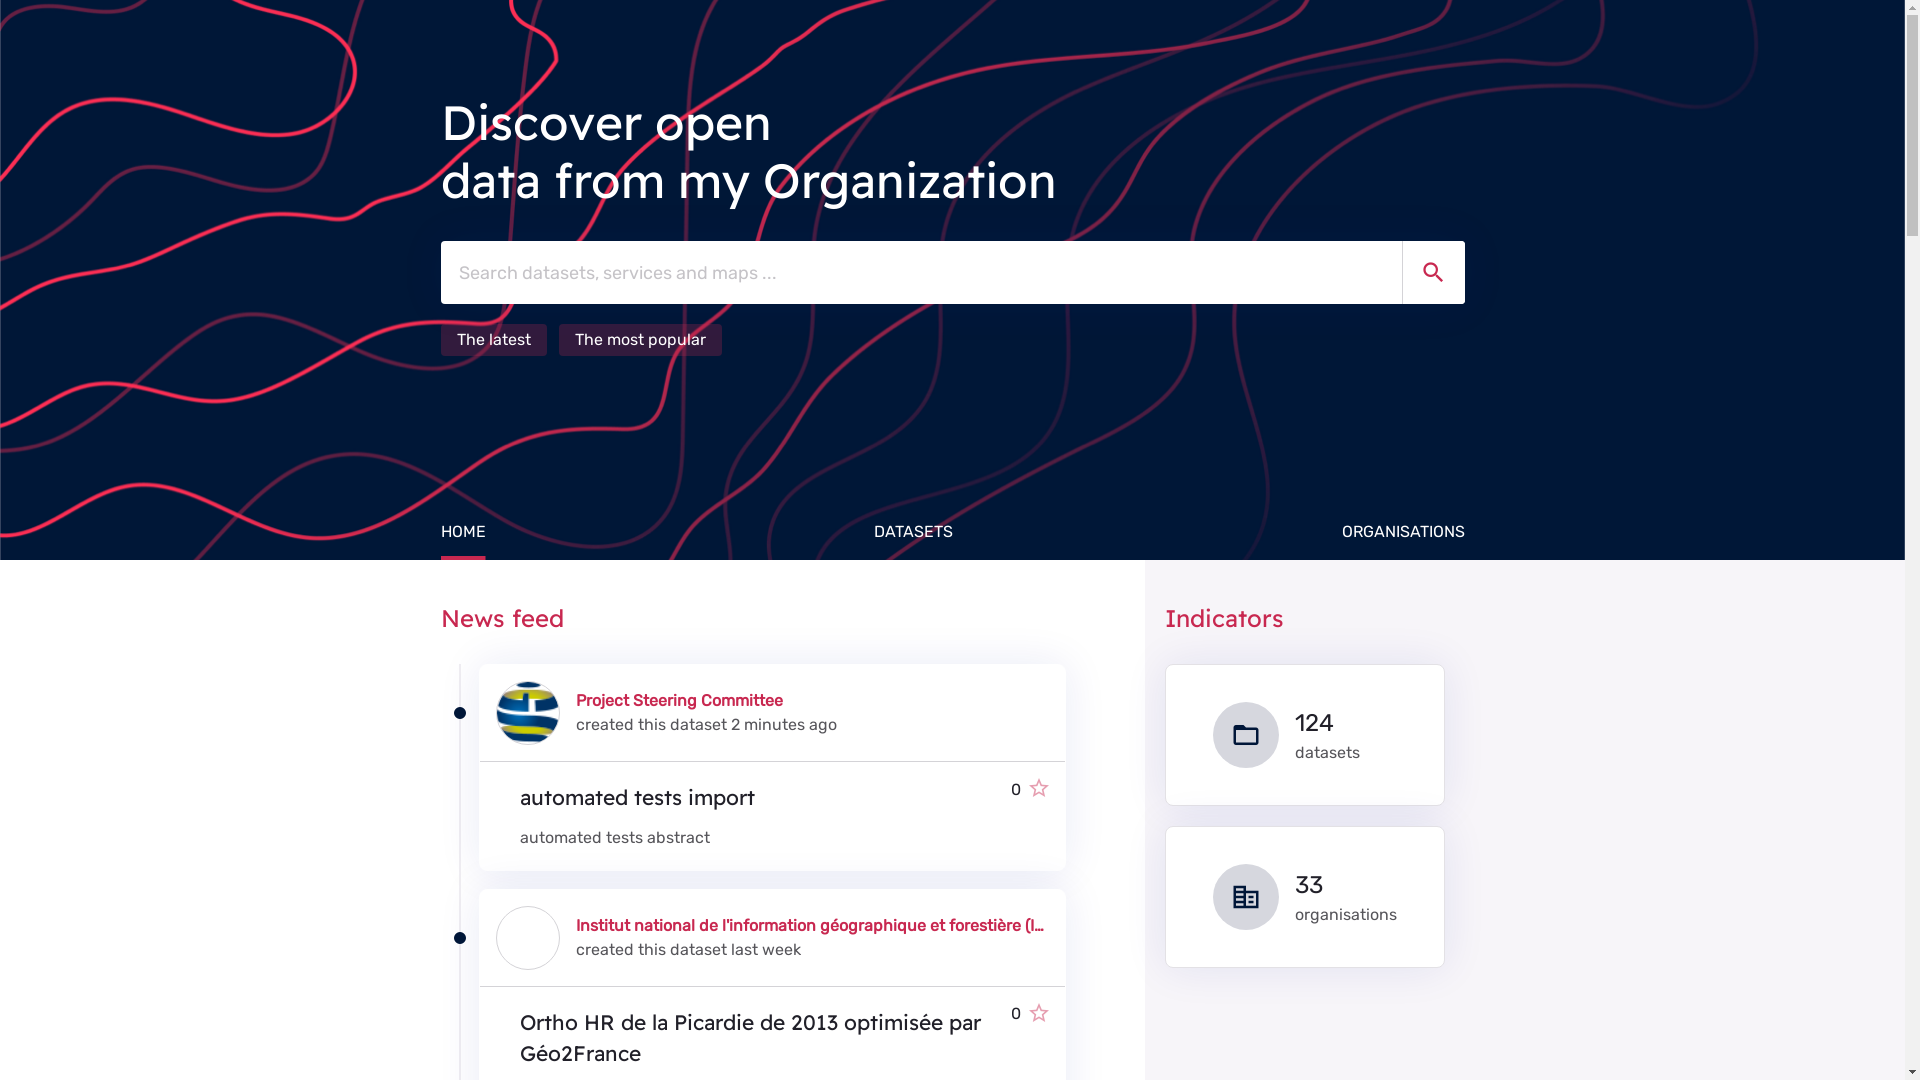 Discover open
data from my Organization
Search datasets, services and maps ...
The latest
The most popular
HOME
DATASETS
ORGANISATIONS
News feed
Project Steering Committee
created this dataset 2 minutes ago
automated tests import
0
automated tests abstract
Institut national de l'information géographique et forestière (I...
created this dataset last week
Ortho HR de la Picardie de 2013 optimisée par
Géo2France
0
Indicators
124
datasets
33
organisations